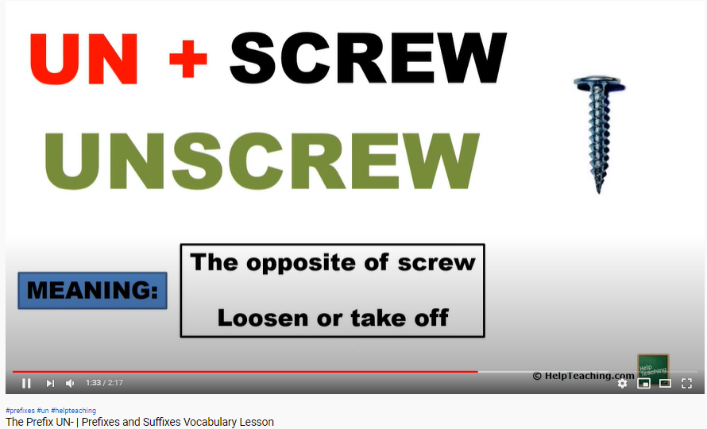 UN + SCREW
UNSCREW
The opposite of screw
MEANING:
Loosen or take off
© HelpTeaching.com
Help
Teaching
1:33 / 2:17
#prefixes #un #helpteaching
The Prefix UN- | Prefixes and Suffixes Vocabulary Lesson